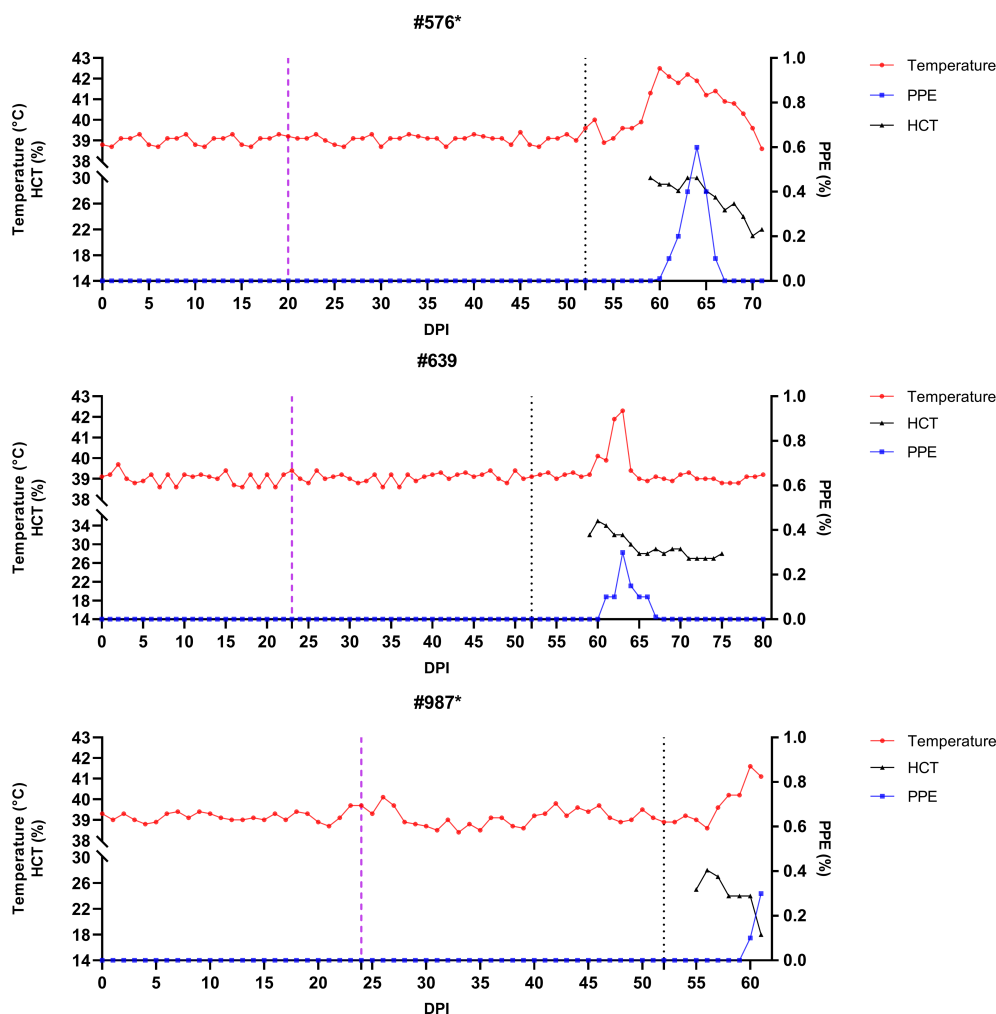 #576*
43
42
41
40
39
38
30
26
22
18
14
Temperature (°C)
HCT (%)
1.0
0.8
0.6
0.4
0.2
0.0
PPE (%)
0 5 10 15 20 25 30 35 40 45 50 55 60 65 70
DPI
Temperature
PPE
HCT
#639
43
42
41
40
39
38
34
30
26
22
18
14
Temperature (°C)
HCT (%)
1.0
0.8
0.6
0.4
0.2
0.0
PPE (%)
0 5 10 15 20 25 30 35 40 45 50 55 60 65 70 75 80
DPI
Temperature
HCT
PPE
#987*
43
42
41
40
39
38
30
26
22
18
14
Temperature (°C)
HCT (%)
1.0
0.8
0.6
0.4
0.2
0.0
PPE (%)
0 5 10 15 20 25 30 35 40 45 50 55 60
DPI
Temperature
HCT
PPE